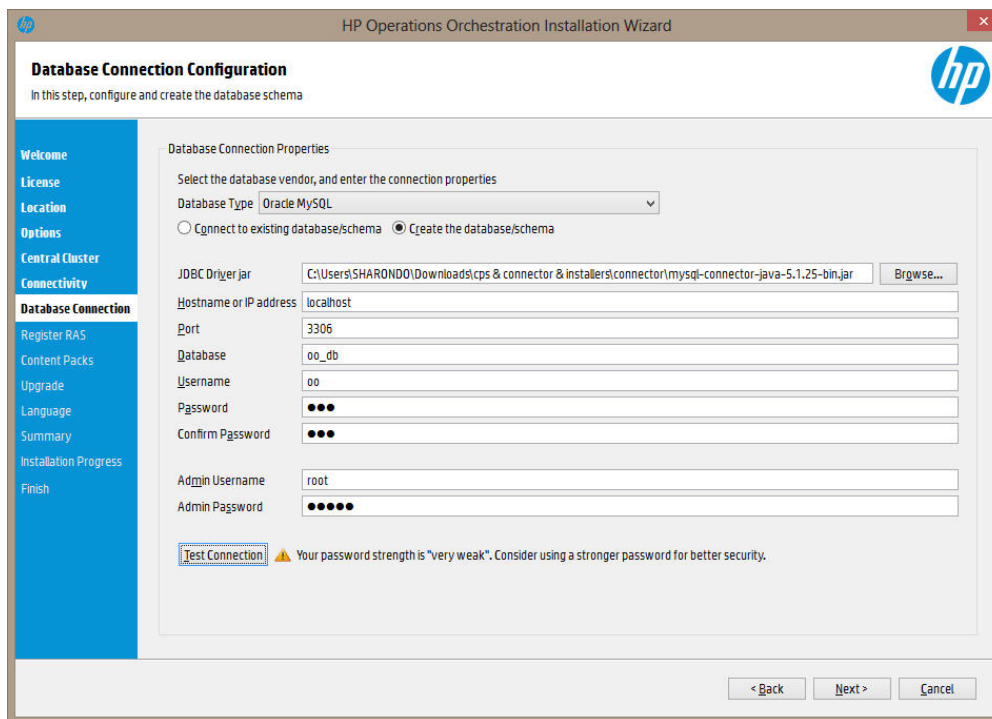 HP Operations Orchestration Installation Wizard
Database Connection Configuration
In this step, configure and create the database schema
hp
Welcome
License
Location
Options
Central Cluster
Connectivity
Database Connection
Register RAS
Content Packs
Upgrade
Language
Summary
Installation Progress
Finish
Database Connection Properties
Select the database vendor, and enter the connection properties
Database Type Oracle MySQL
Connect to existing database/schema Create the database/schema
JDBC Driver jar C:\Users\SHARONDO\Downloads\cps & connector & installers\connector\mysql-connector-java-5.1.25-bin.jar Browse...
Hostname or IP address localhost
Port 3306
Database oo_db
Username oo
Password ●●●
Confirm Password ●●●
Admin Username root
Admin Password ●●●●●
Test Connection Your password strength is "very weak". Consider using a stronger password for better security.
< Back Next > Cancel